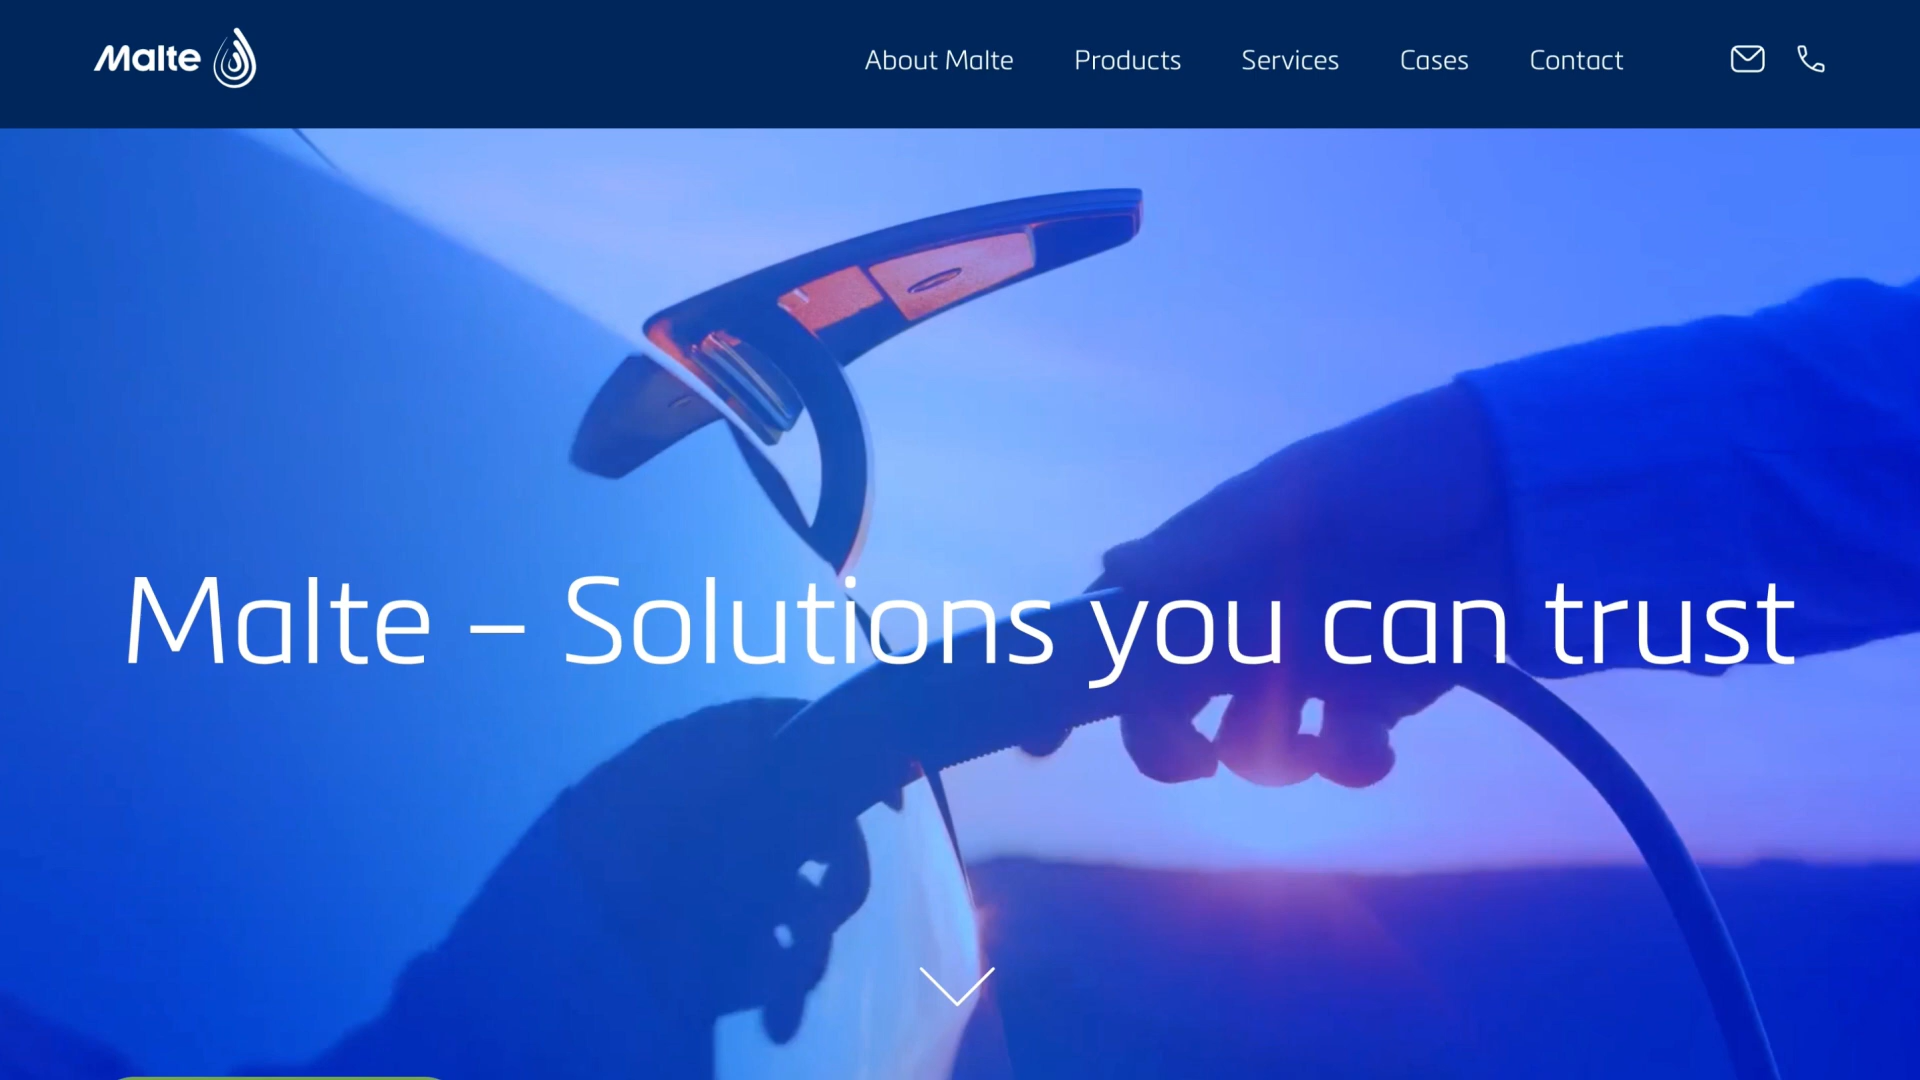 Malte
About Malte
Products
Services
Cases
Contact
Malte – Solutions you can trust